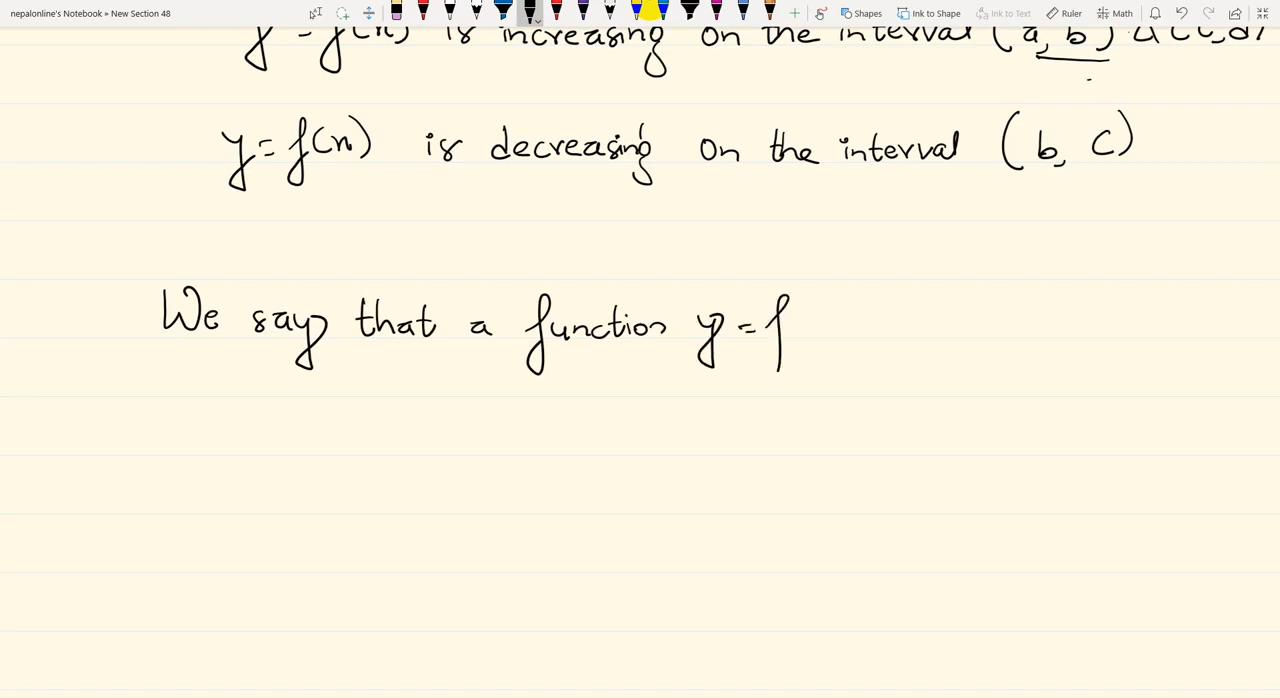 nepalonline's Notebook » New Section 48
Shapes Ink to Shape Ink to Text Ruler Math
y = f(x) is increasing on the interval (a, b) & (c, d)
y = f(x) is decreasing on the interval (b, c)
We say that a function y = f